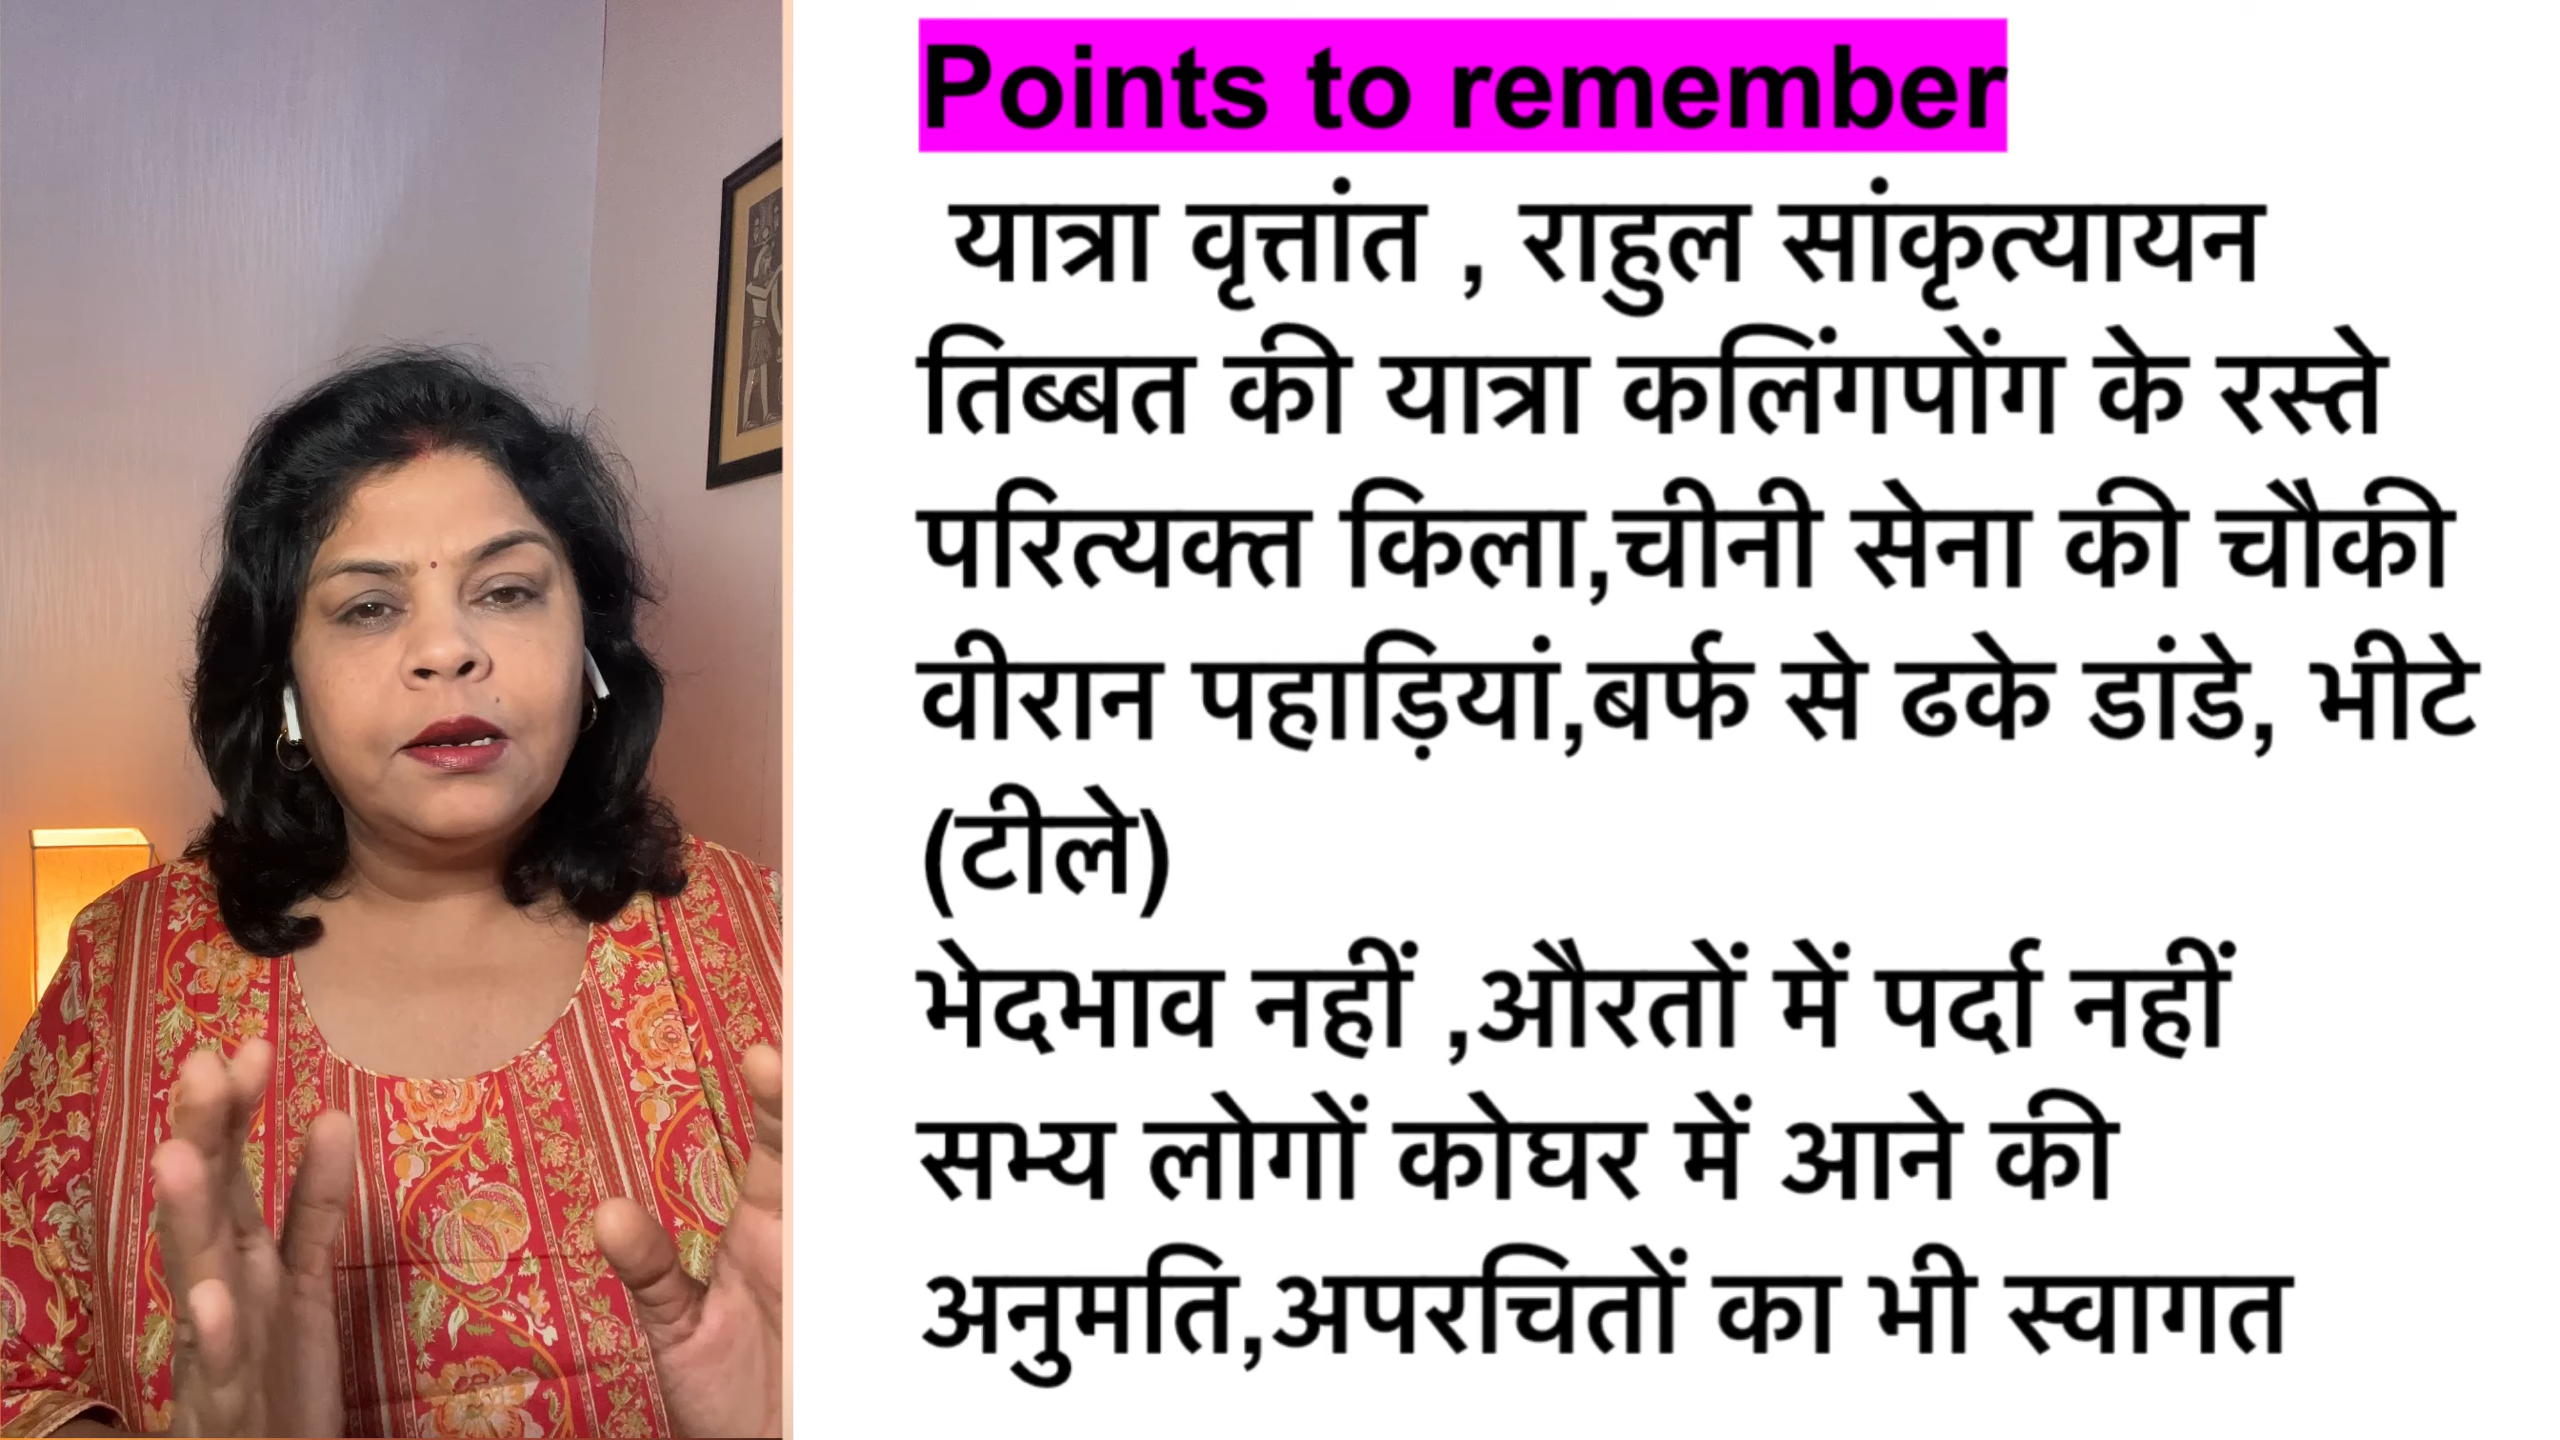 Points to remember
यात्रा वृत्तांत , राहुल सांकृत्यायन
तिब्बत की यात्रा कलिंगपोंग के रस्ते
परित्यक्त किला,चीनी सेना की चौकी
वीरान पहाड़ियां,बर्फ से ढके डांडे, भीटे
(टीले)
भेदभाव नहीं ,औरतों में पर्दा नहीं
सभ्य लोगों कोघर में आने की
अनुमति,अपरचितों का भी स्वागत